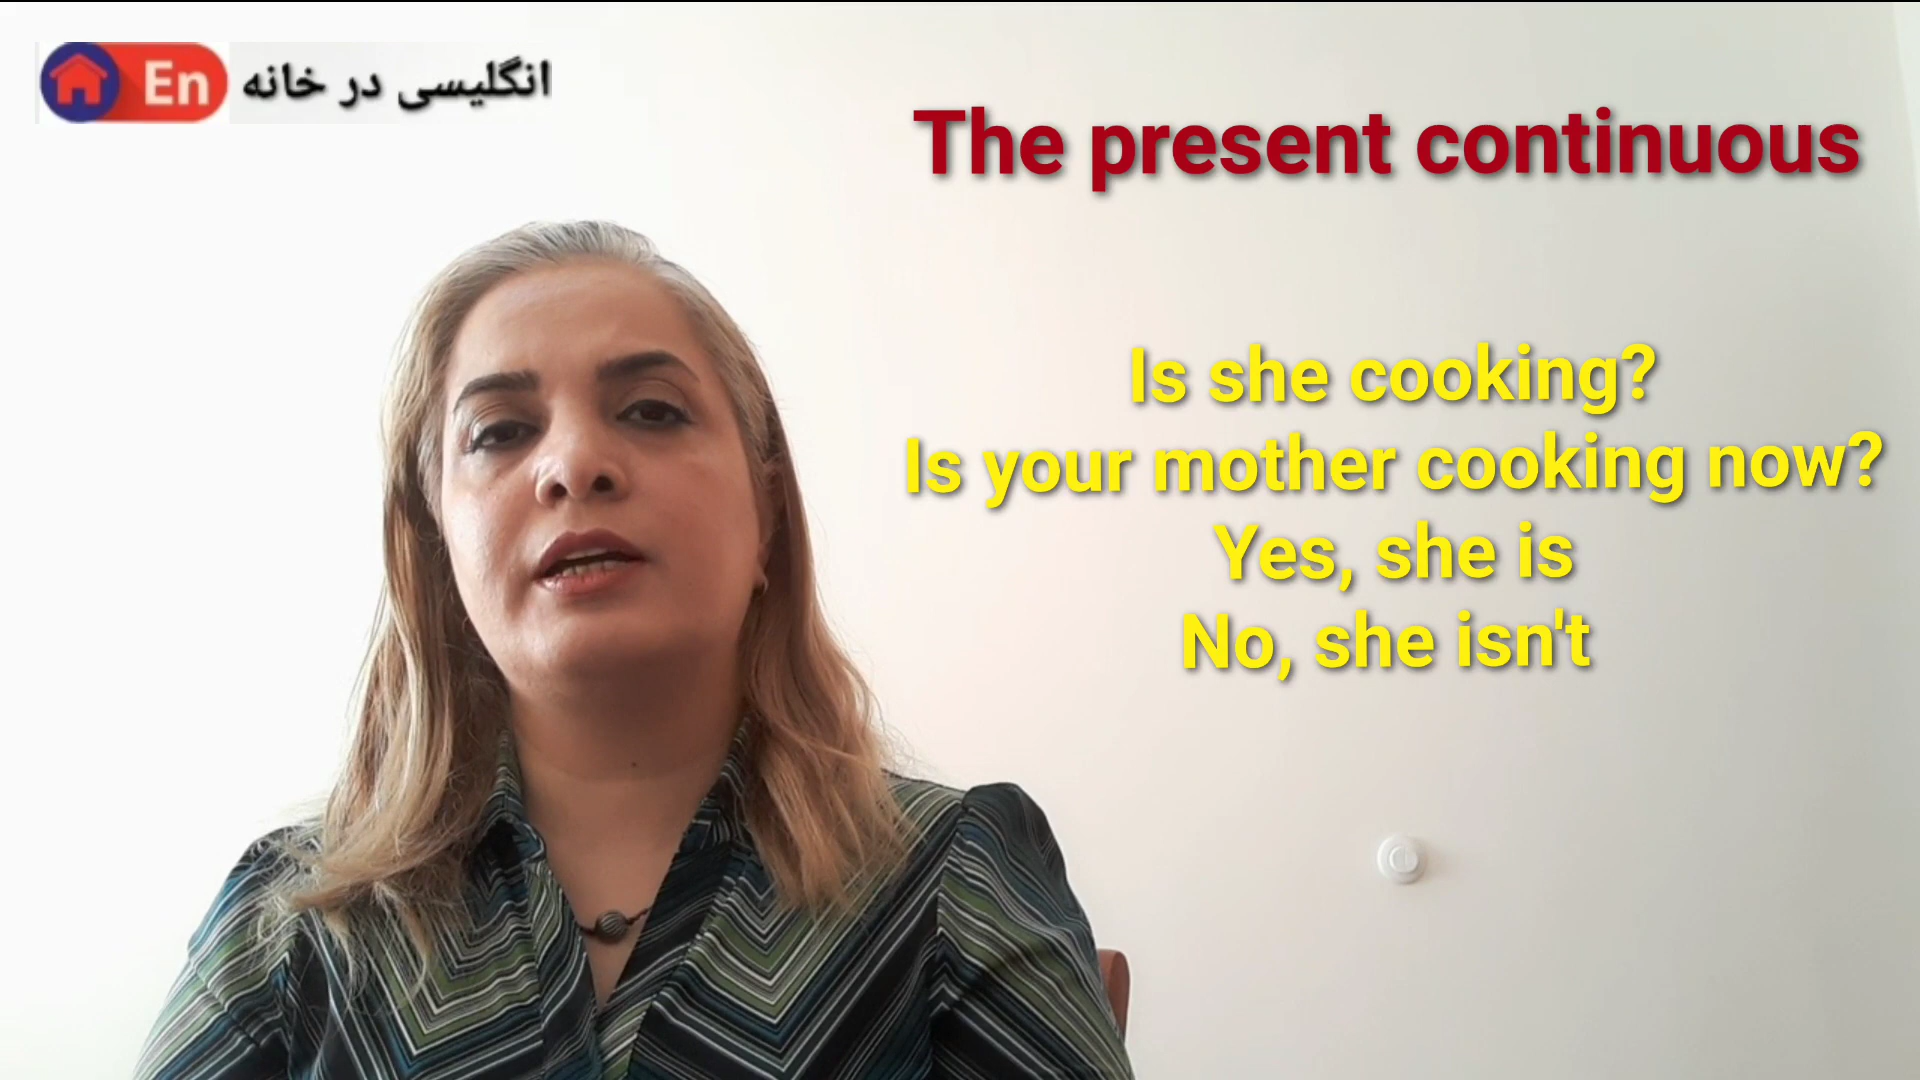 En انگلیسی در خانه
The present continuous
Is she cooking?
Is your mother cooking now?
Yes, she is
No, she isn't